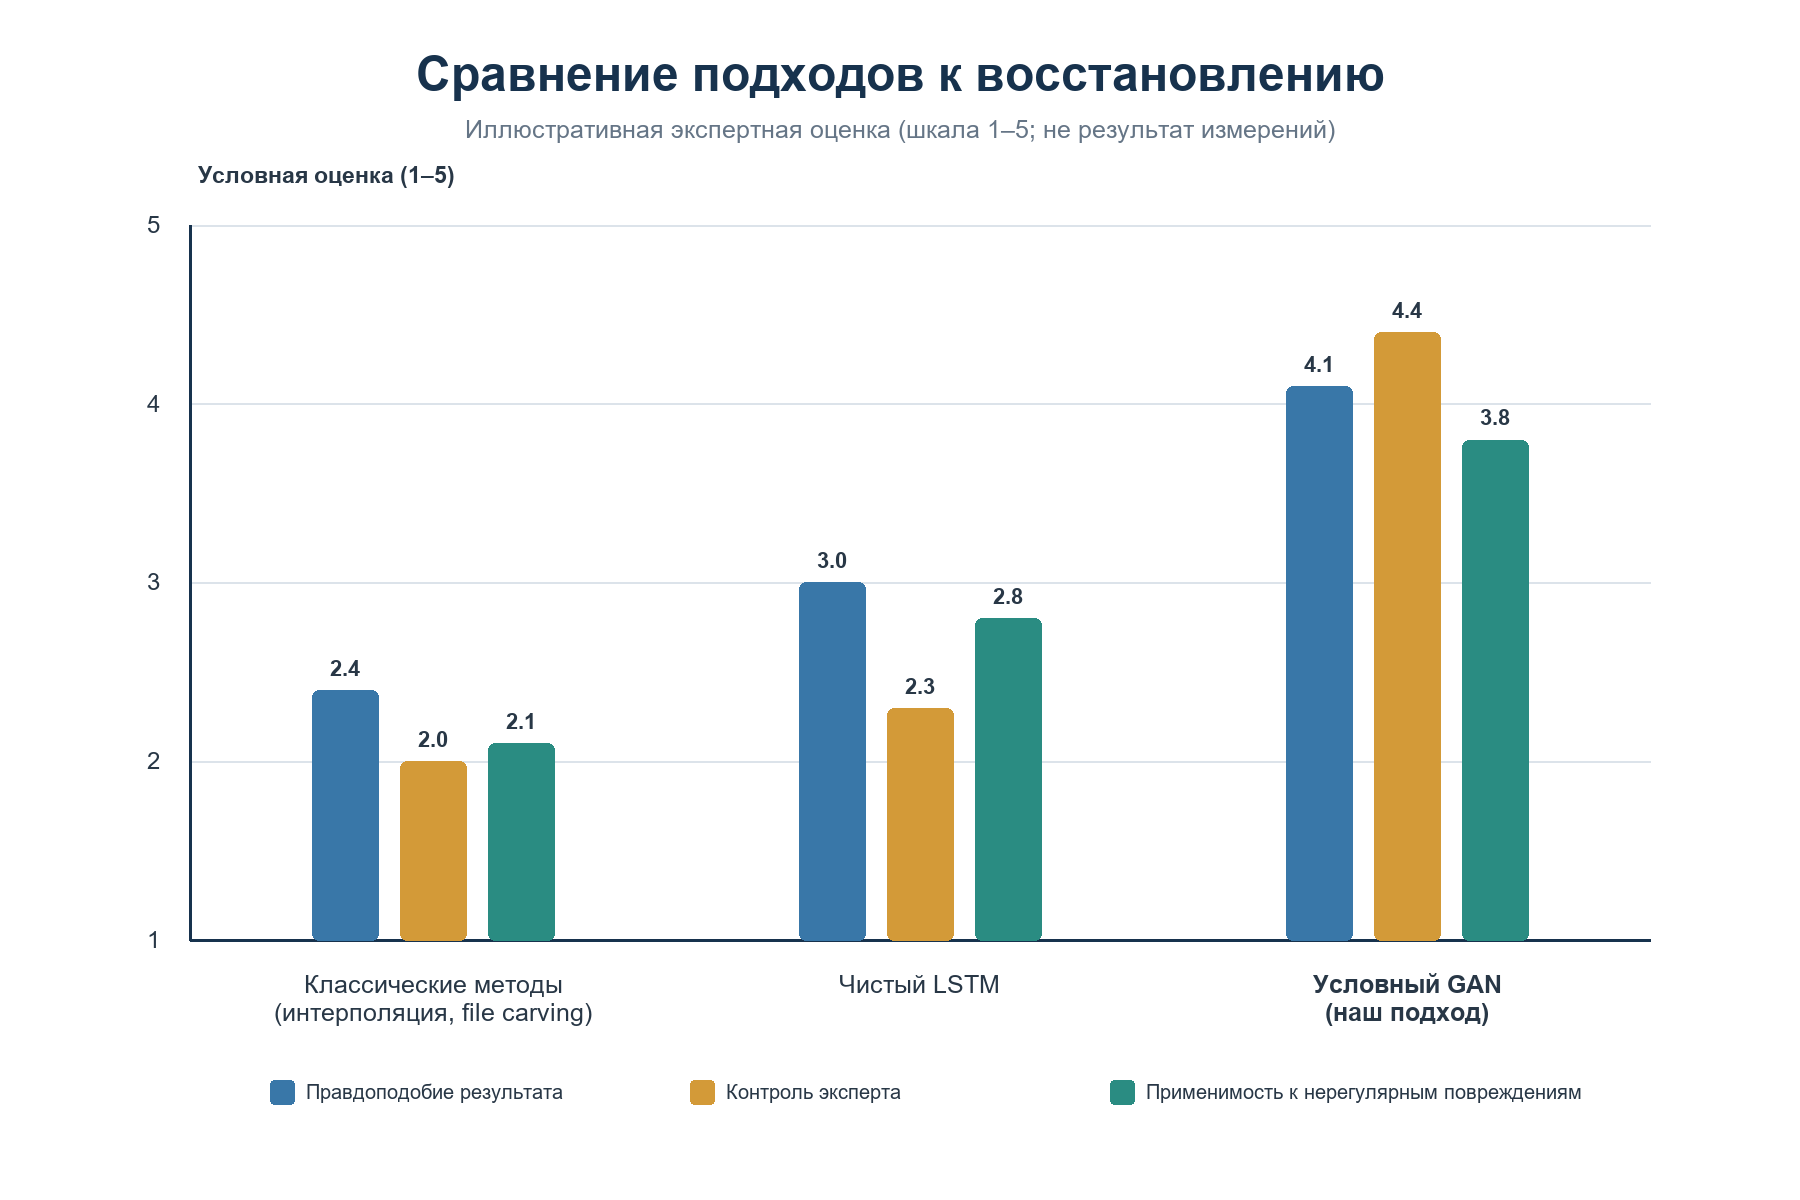 Сравнение подходов к восстановлению
Иллюстративная экспертная оценка (шкала 1–5; не результат измерений)
Условная оценка (1–5)
5
4
3
2
1
2.4
2.0
2.1
3.0
2.3
2.8
4.1
4.4
3.8
Классические методы
(интерполяция, file carving)
Чистый LSTM
Условный GAN
(наш подход)
Правдоподобие результата
Контроль эксперта
Применимость к нерегулярным повреждениям